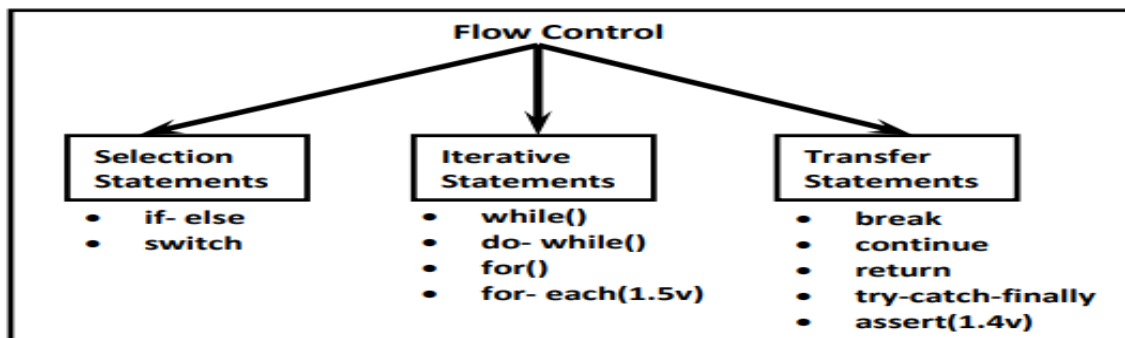 Flow Control
Selection
Statements
• if- else
• switch
Iterative
Statements
• while()
• do- while()
• for()
• for- each(1.5v)
Transfer
Statements
• break
• continue
• return
• try-catch-finally
• assert(1.4v)